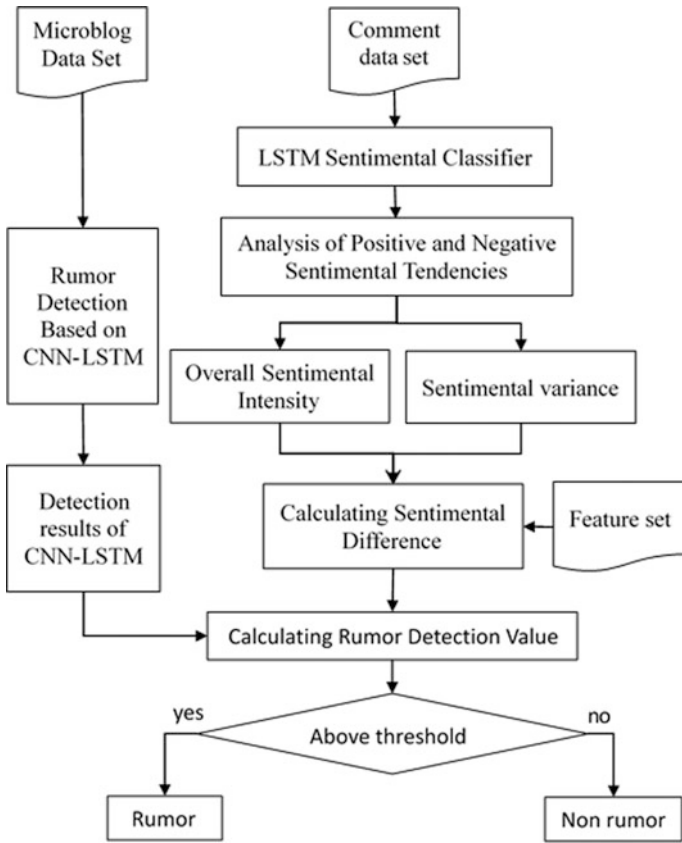 Microblog
Data Set
Comment
data set
LSTM Sentimental Classifier
Analysis of Positive and Negative
Sentimental Tendencies
Rumor
Detection
Based on
CNN-LSTM
Overall Sentimental
Intensity
Sentimental variance
Detection
results of
CNN-LSTM
Calculating Sentimental
Difference
Feature set
Calculating Rumor Detection Value
yes
Above threshold
no
Rumor
Non rumor